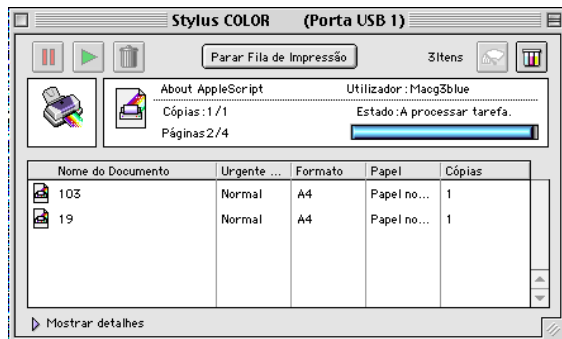 Stylus COLOR (Porta USB 1)
Parar Fila de Impressão 3Itens
About AppleScript Utilizador:Macg3blue
Cópias:1/1 Estado:A processar tarefa.
Páginas2/4
Nome do Documento Urgente ... Formato Papel Cópias
103 Normal A4 Papel no... 1
19 Normal A4 Papel no... 1
Mostrar detalhes